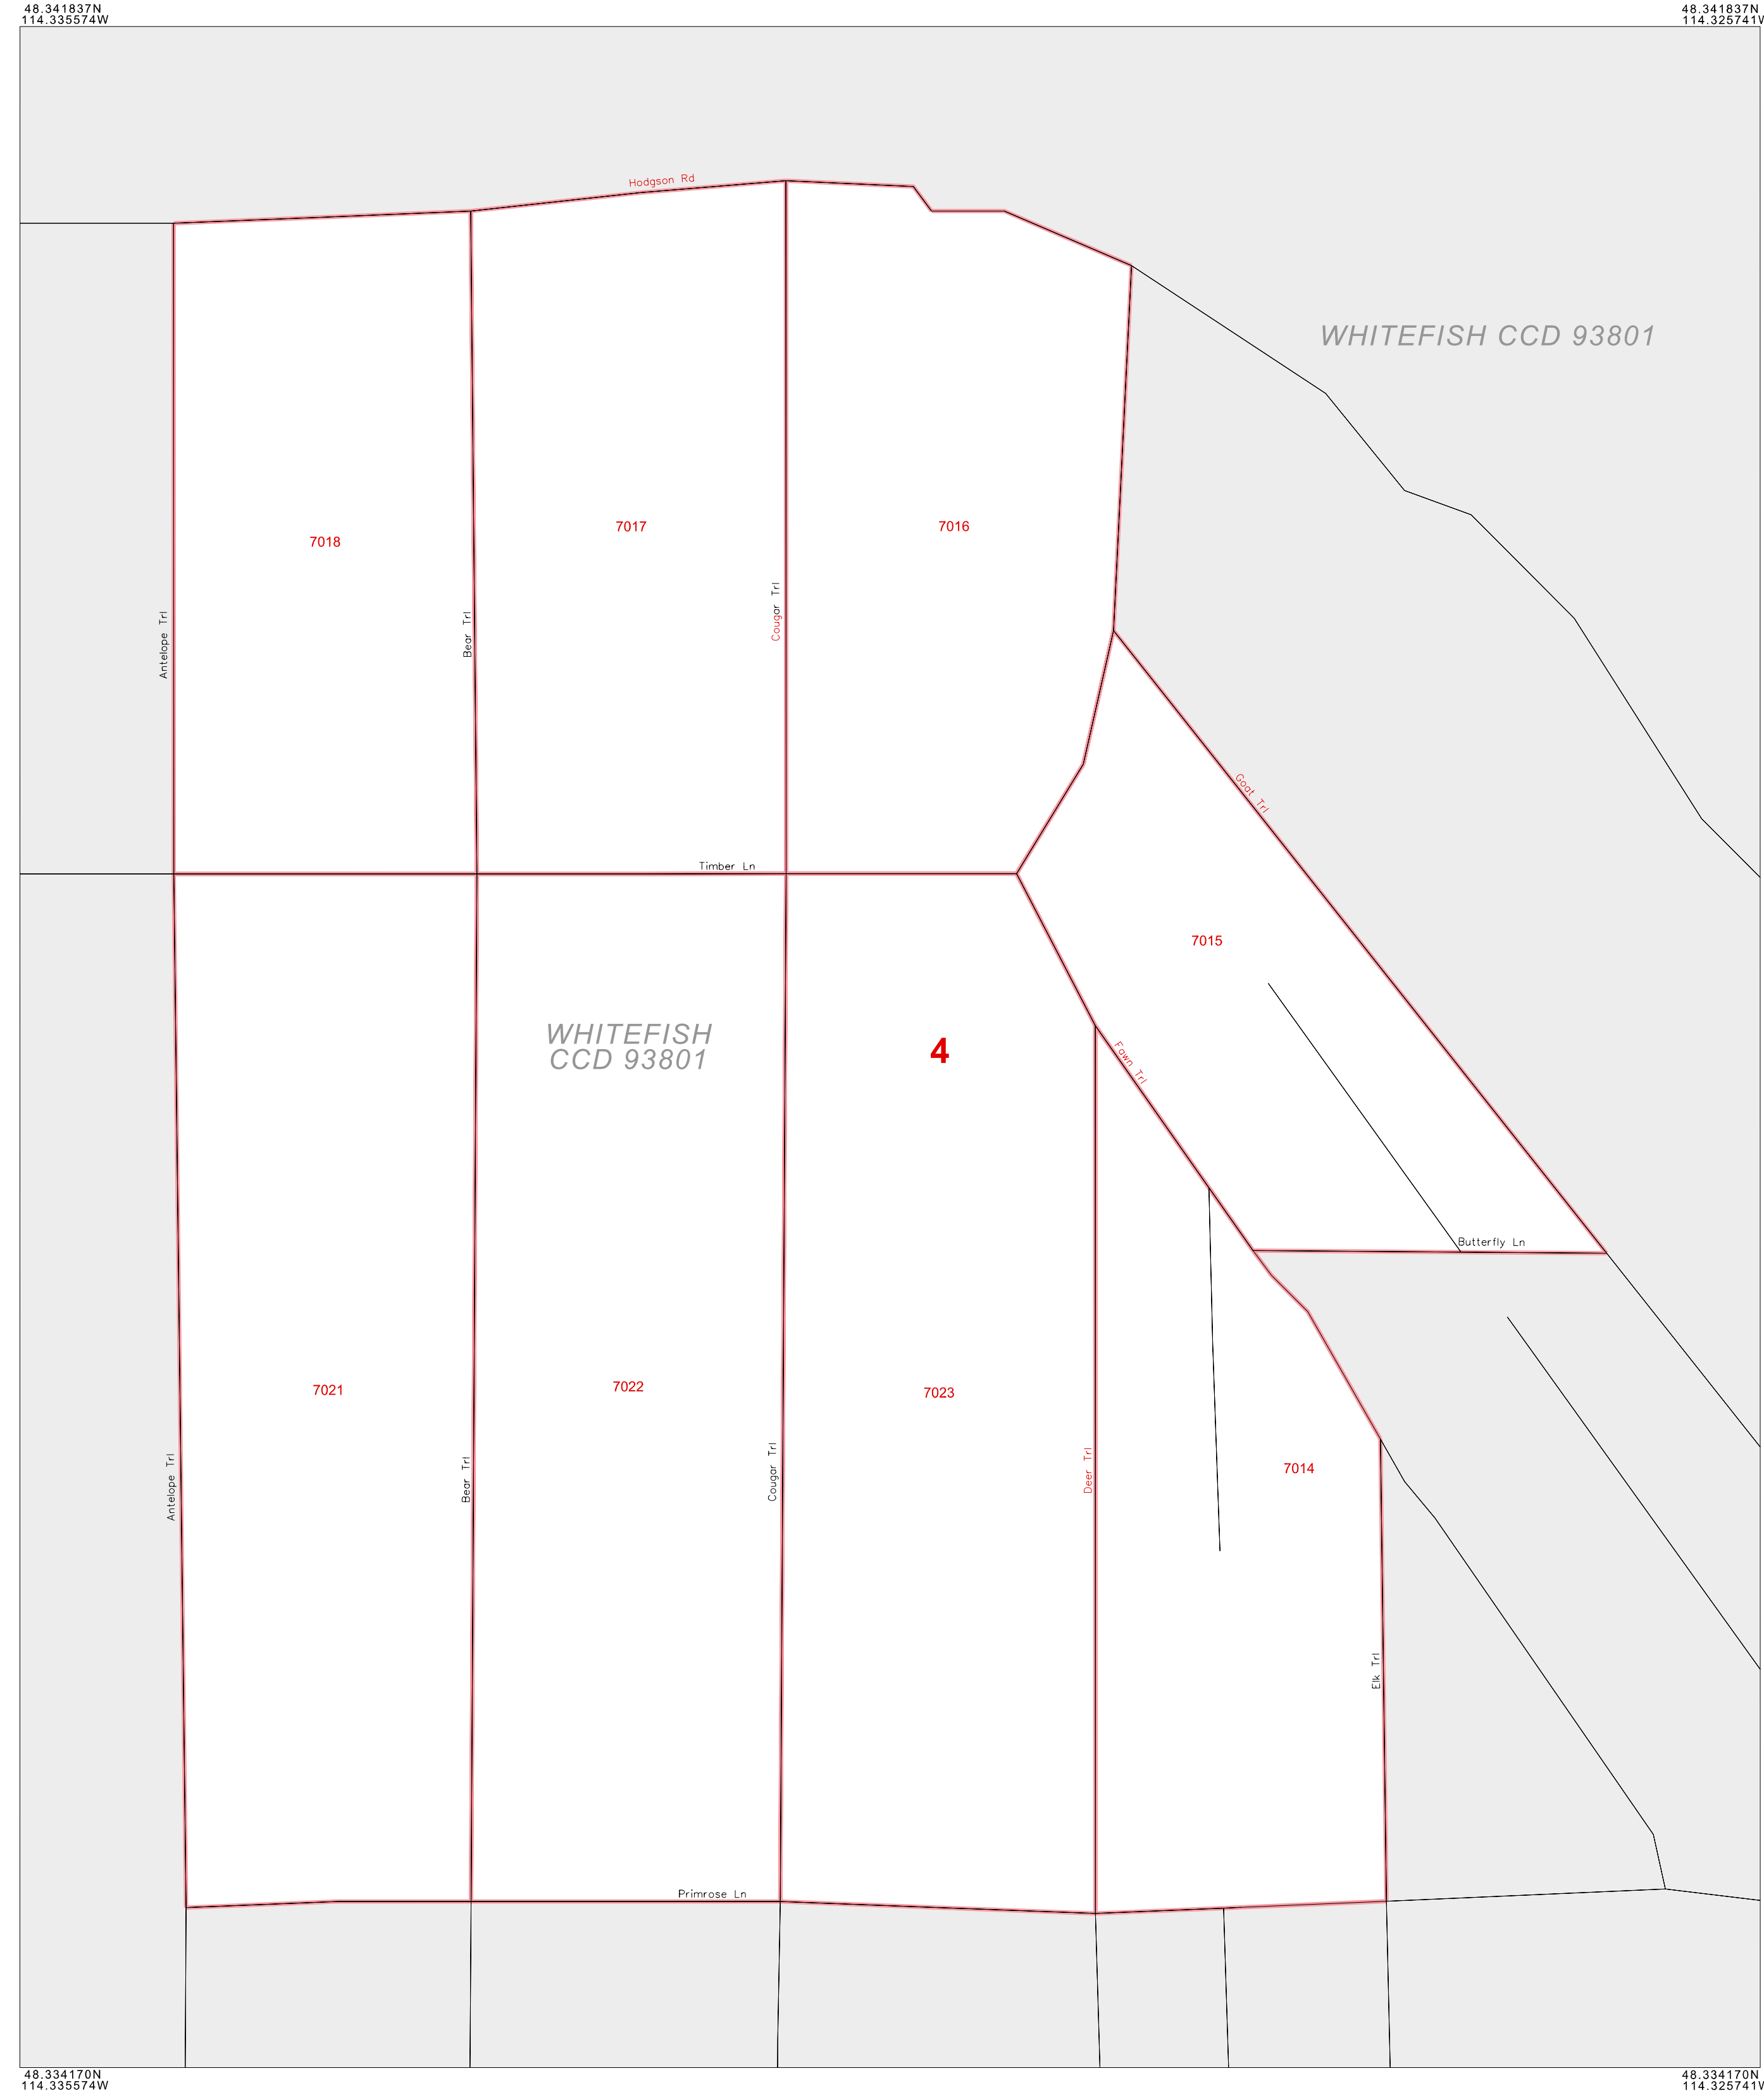 48.341837N
114.335574W
48.341837N
114.325741W
Hodgson Rd
WHITEFISH CCD 93801
7018
7017
7016
Antelope Trl
Bear Trl
Cougar Trl
Goat Trl
Timber Ln
7015
WHITEFISH
CCD 93801
4
Fawn Trl
Butterfly Ln
7021
7022
7023
7014
Antelope Trl
Bear Trl
Cougar Trl
Deer Trl
Elk Trl
Primrose Ln
48.334170N
114.335574W
48.334170N
114.325741W